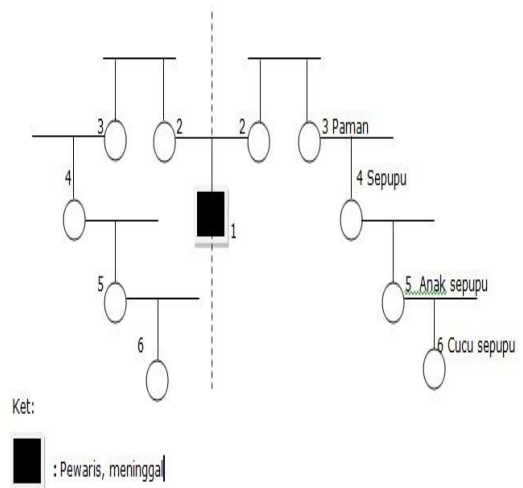 3 2 2 3 Paman
4 4 Sepupu
1
5 5 Anak sepupu
6 6 Cucu sepupu
Ket:
: Pewaris, meninggal